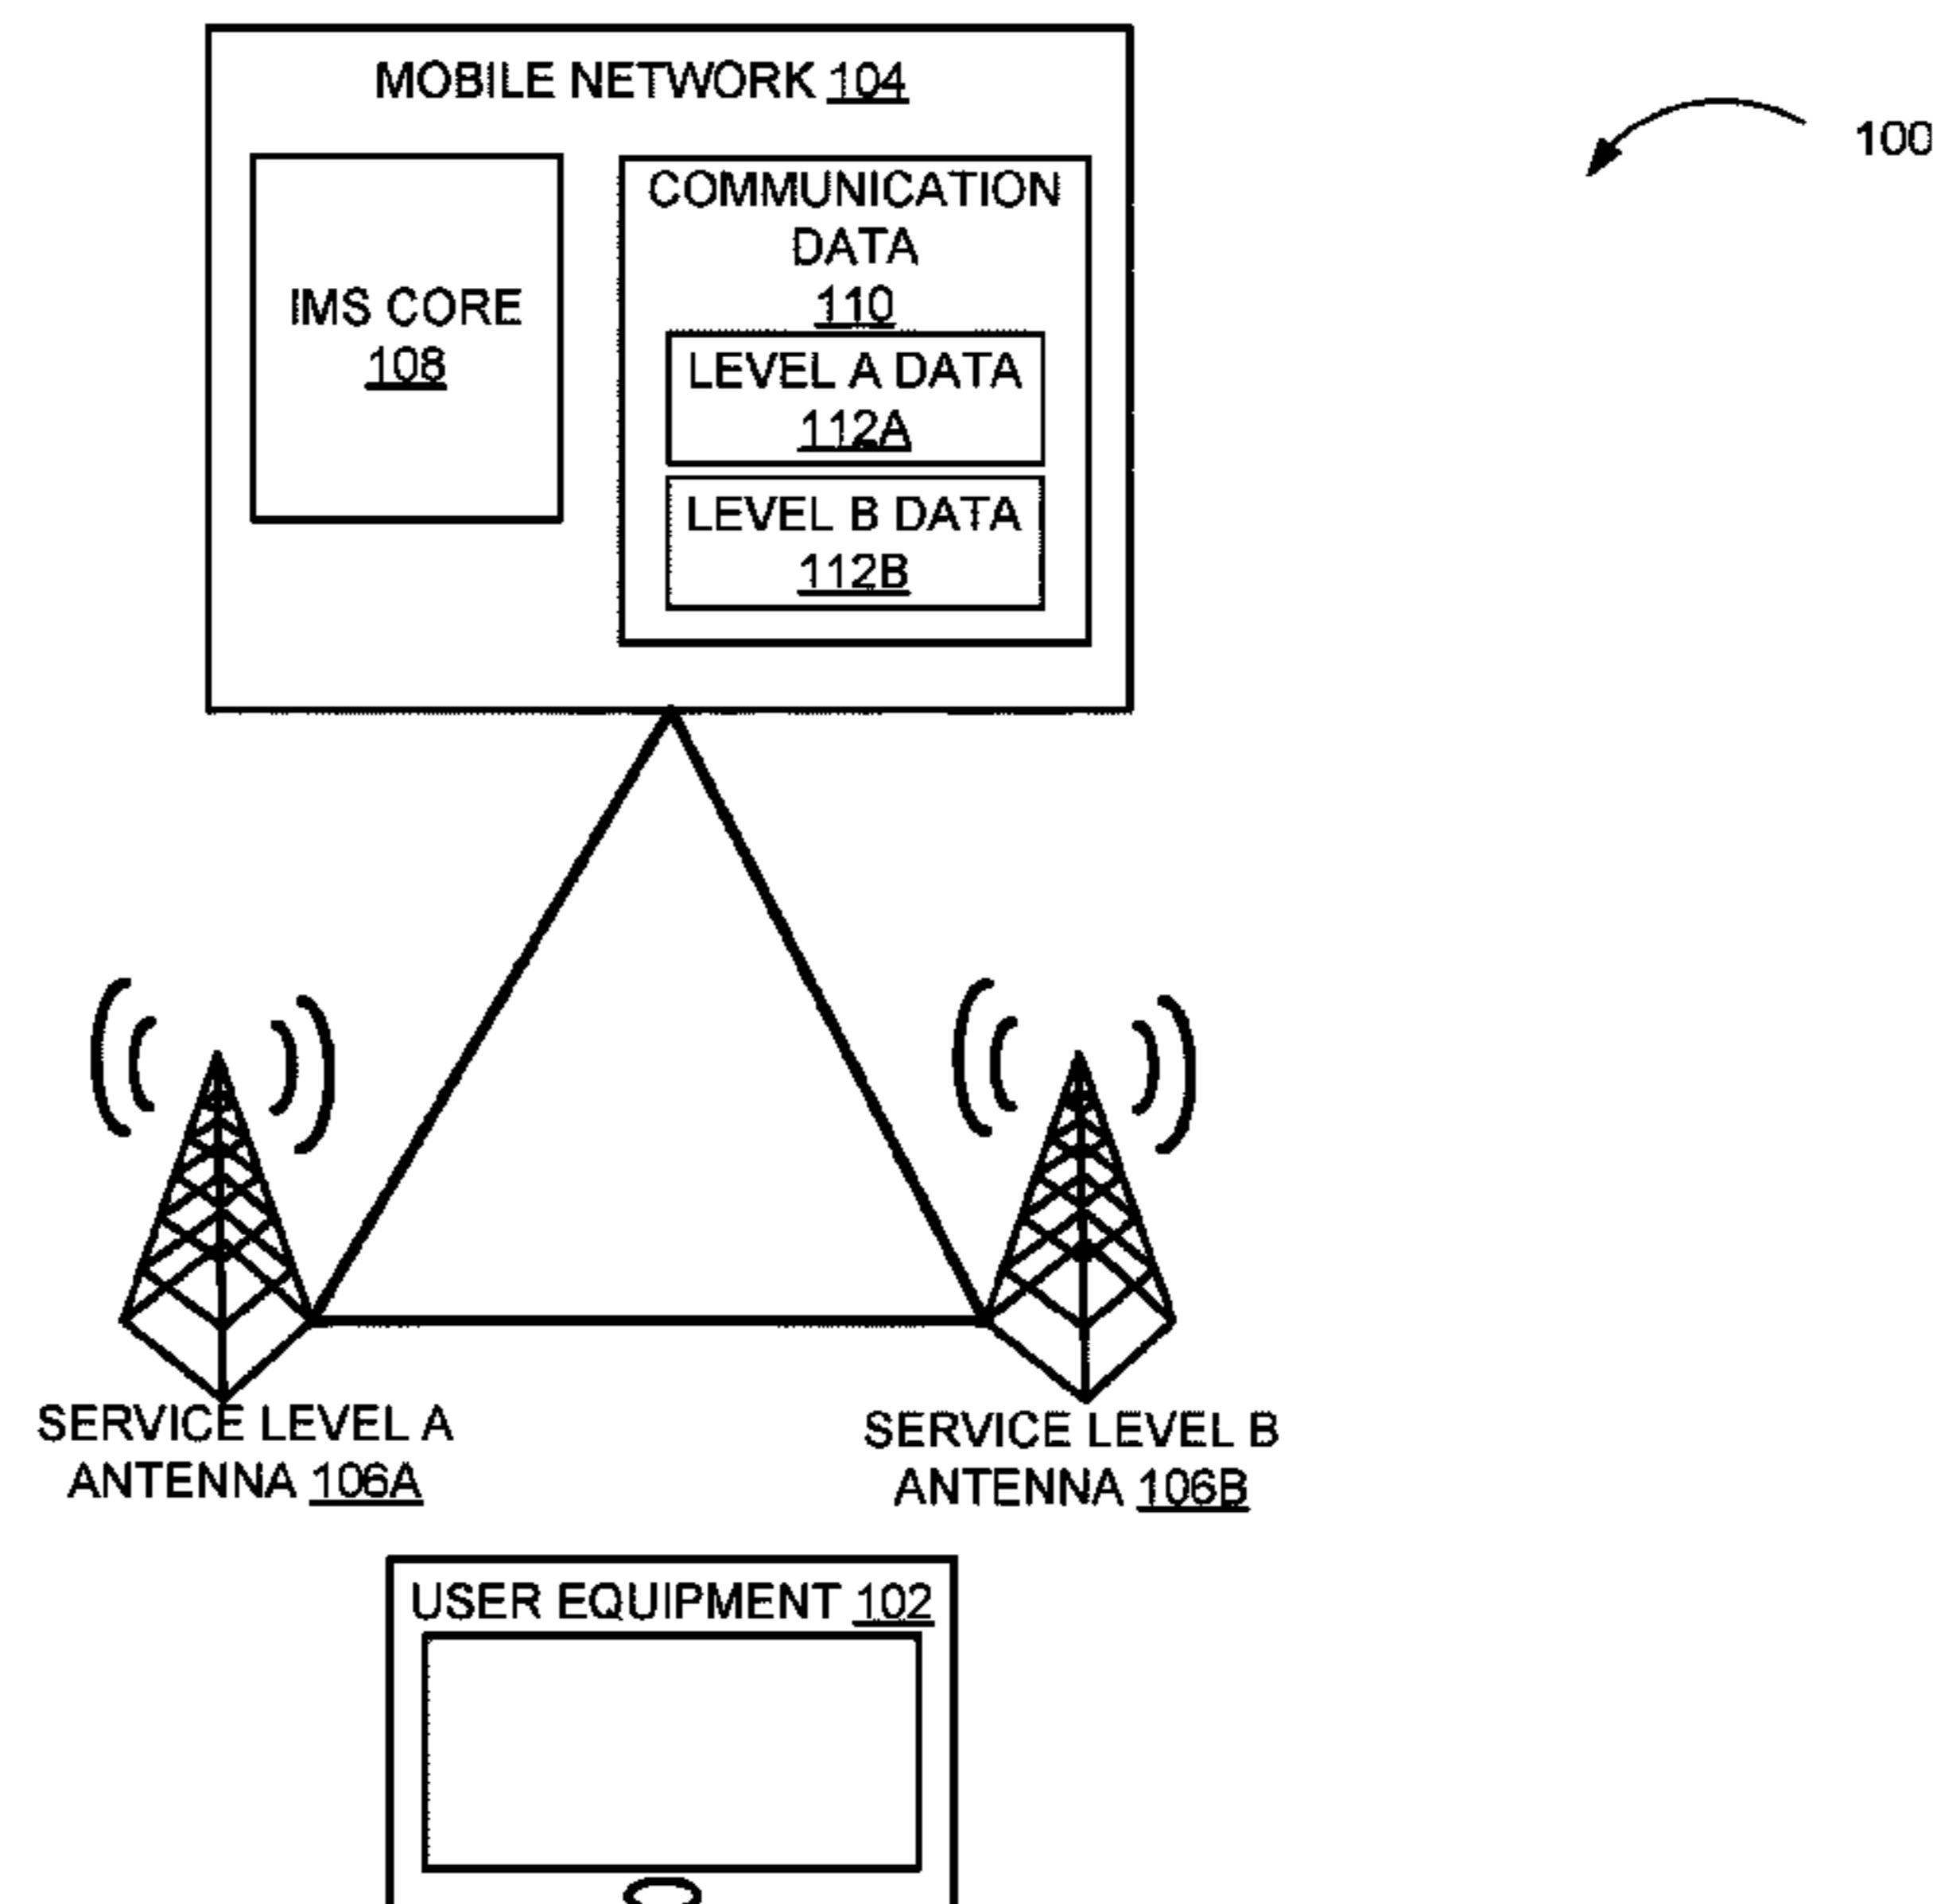 MOBILE NETWORK 104
100
IMS CORE
108
COMMUNICATION
DATA
110
LEVEL A DATA
112A
LEVEL B DATA
112B
SERVICE LEVEL A
ANTENNA 106A
SERVICE LEVEL B
ANTENNA 106B
USER EQUIPMENT 102